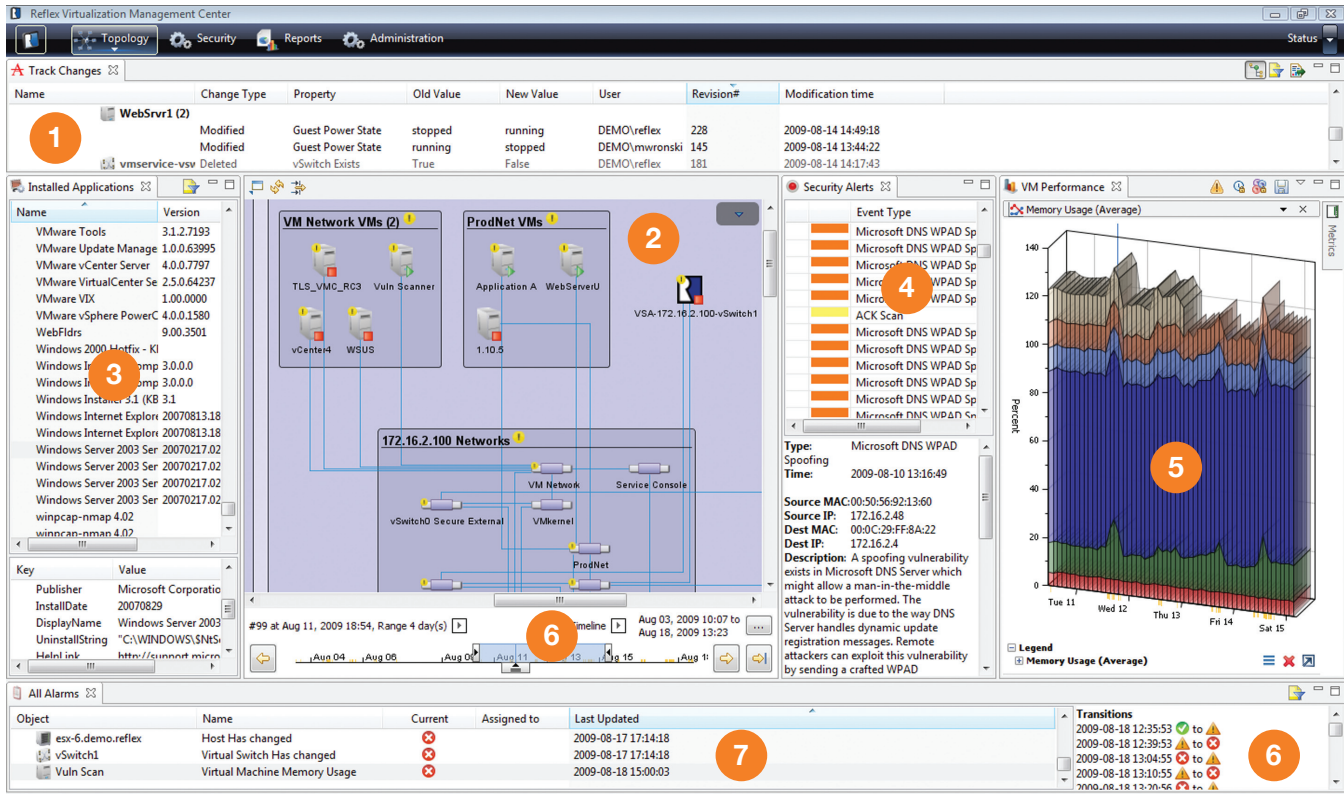 Reflex Virtualization Management Center
Topology Security Reports Administration Status
Track Changes
Name Change Type Property Old Value New Value User Revision# Modification time
WebSrvr1 (2)
Modified Guest Power State stopped running DEMO\reflex 228 2009-08-14 14:49:18
Modified Guest Power State running stopped DEMO\mwronski 145 2009-08-14 13:44:22
vmservice-vsv Deleted vSwitch Exists True False DEMO\reflex 181 2009-08-14 14:17:43
1
Installed Applications
Name Version
VMware Tools 3.1.2.7193
VMware Update Manage 1.0.0.63995
VMware vCenter Server 4.0.0.7797
VMware VirtualCenter Se 2.5.0.64237
VMware VIX 1.00.0000
VMware vSphere PowerC 4.0.0.1580
WebFldrs 9.00.3501
Windows 2000 Hotfix - KI
Windows 3.0.0.0
Windows 3.0.0.0
Windows Installer 3.1 (KB 3.1
Windows Internet Explore 20070813.18
Windows Internet Explore 20070813.18
Windows Server 2003 Ser 20070217.02
Windows Server 2003 Ser 20070217.02
Windows Server 2003 Ser 20070217.02
Windows Server 2003 Ser 20070217.02
winpcap-nmap 4.02
winpcap-nmap 4.02
3
Key Value
Publisher Microsoft Corporatio
InstallDate 20070829
DisplayName Windows Server 2003
UninstallString "C:\WINDOWS\$NtS
HelpLink http://support.micro
VM Network VMs (2)
TLS_VMC_RC3 Vuln Scanner
vCenter4 WSUS
ProdNet VMs
Application A WebServerU
1.10.5
2
VSA-172.16.2.100-vSwitch1
172.16.2.100 Networks
VM Network Service Console
vSwitch0 Secure External VMkernel
ProdNet
#99 at Aug 11, 2009 18:54, Range 4 day(s)
6
Timeline
Aug 03, 2009 10:07 to
Aug 18, 2009 13:23
...
Aug 04 Aug 06 Aug 11 13 15 Aug
Security Alerts
Event Type
Microsoft DNS WPAD Sp
Microsoft DNS WPAD Sp
Microsoft DNS WPAD Sp
WPAD Sp
WPAD Sp
ACK Scan
Microsoft DNS WPAD Sp
Microsoft DNS WPAD Sp
Microsoft DNS WPAD Sp
Microsoft DNS WPAD Sp
Microsoft DNS WPAD Sp
Microsoft DNS WPAD Sp
4
Type: Microsoft DNS WPAD
Spoofing
Time: 2009-08-10 13:16:49
Source MAC:00:50:56:92:13:60
Source IP: 172.16.2.48
Dest MAC: 00:0C:29:FF:8A:22
Dest IP: 172.16.2.4
Description: A spoofing vulnerability
exists in Microsoft DNS Server which
might allow a man-in-the-middle
attack to be performed. The
vulnerability is due to the way DNS
Server handles dynamic update
registration messages. Remote
attackers can exploit this vulnerability
by sending a crafted WPAD
VM Performance
Memory Usage (Average)
Metrics
140
120
100
80
60
40
20
0
Percent
5
Tue 11 Wed 12 Thu 13 Fri 14 Sat 15
Legend
Memory Usage (Average)
All Alarms
Object Name Current Assigned to Last Updated
esx-6.demo.reflex Host Has changed 2009-08-17 17:14:18
vSwitch1 Virtual Switch Has changed 2009-08-17 17:14:18
Vuln Scan Virtual Machine Memory Usage 2009-08-18 15:00:03
7
Transitions
2009-08-18 12:35:53 to
2009-08-18 12:39:53 to
2009-08-18 13:04:55 to
2009-08-18 13:10:55 to
2009-08-18 13:20:56 to
6